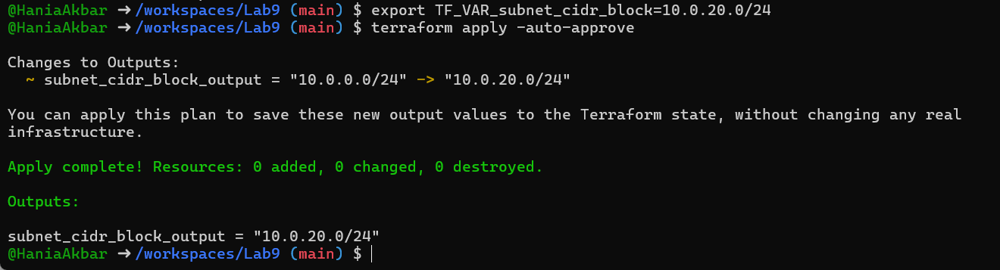 @HaniaAkbar → /workspaces/Lab9 (main) $ export TF_VAR_subnet_cidr_block=10.0.20.0/24
@HaniaAkbar → /workspaces/Lab9 (main) $ terraform apply -auto-approve
Changes to Outputs:
~ subnet_cidr_block_output = "10.0.0.0/24" -> "10.0.20.0/24"
You can apply this plan to save these new output values to the Terraform state, without changing any real
infrastructure.
Apply complete! Resources: 0 added, 0 changed, 0 destroyed.
Outputs:
subnet_cidr_block_output = "10.0.20.0/24"
@HaniaAkbar → /workspaces/Lab9 (main) $